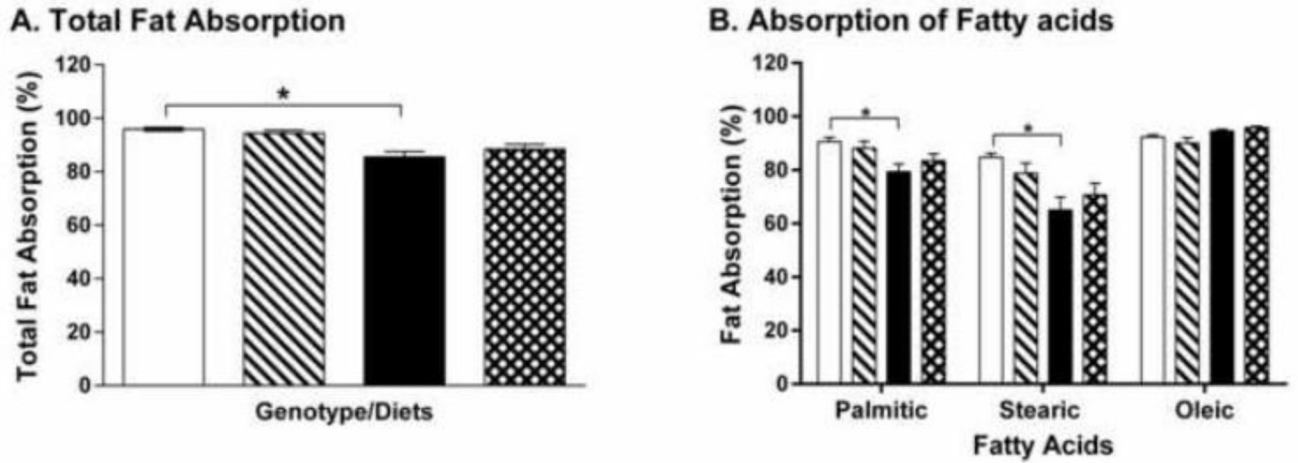 A. Total Fat Absorption
Total Fat Absorption (%)
120
100
80
60
40
20
0
*
Genotype/Diets
B. Absorption of Fatty acids
Fat Absorption (%)
120
100
80
60
40
20
0
*
*
Palmitic Stearic Oleic
Fatty Acids